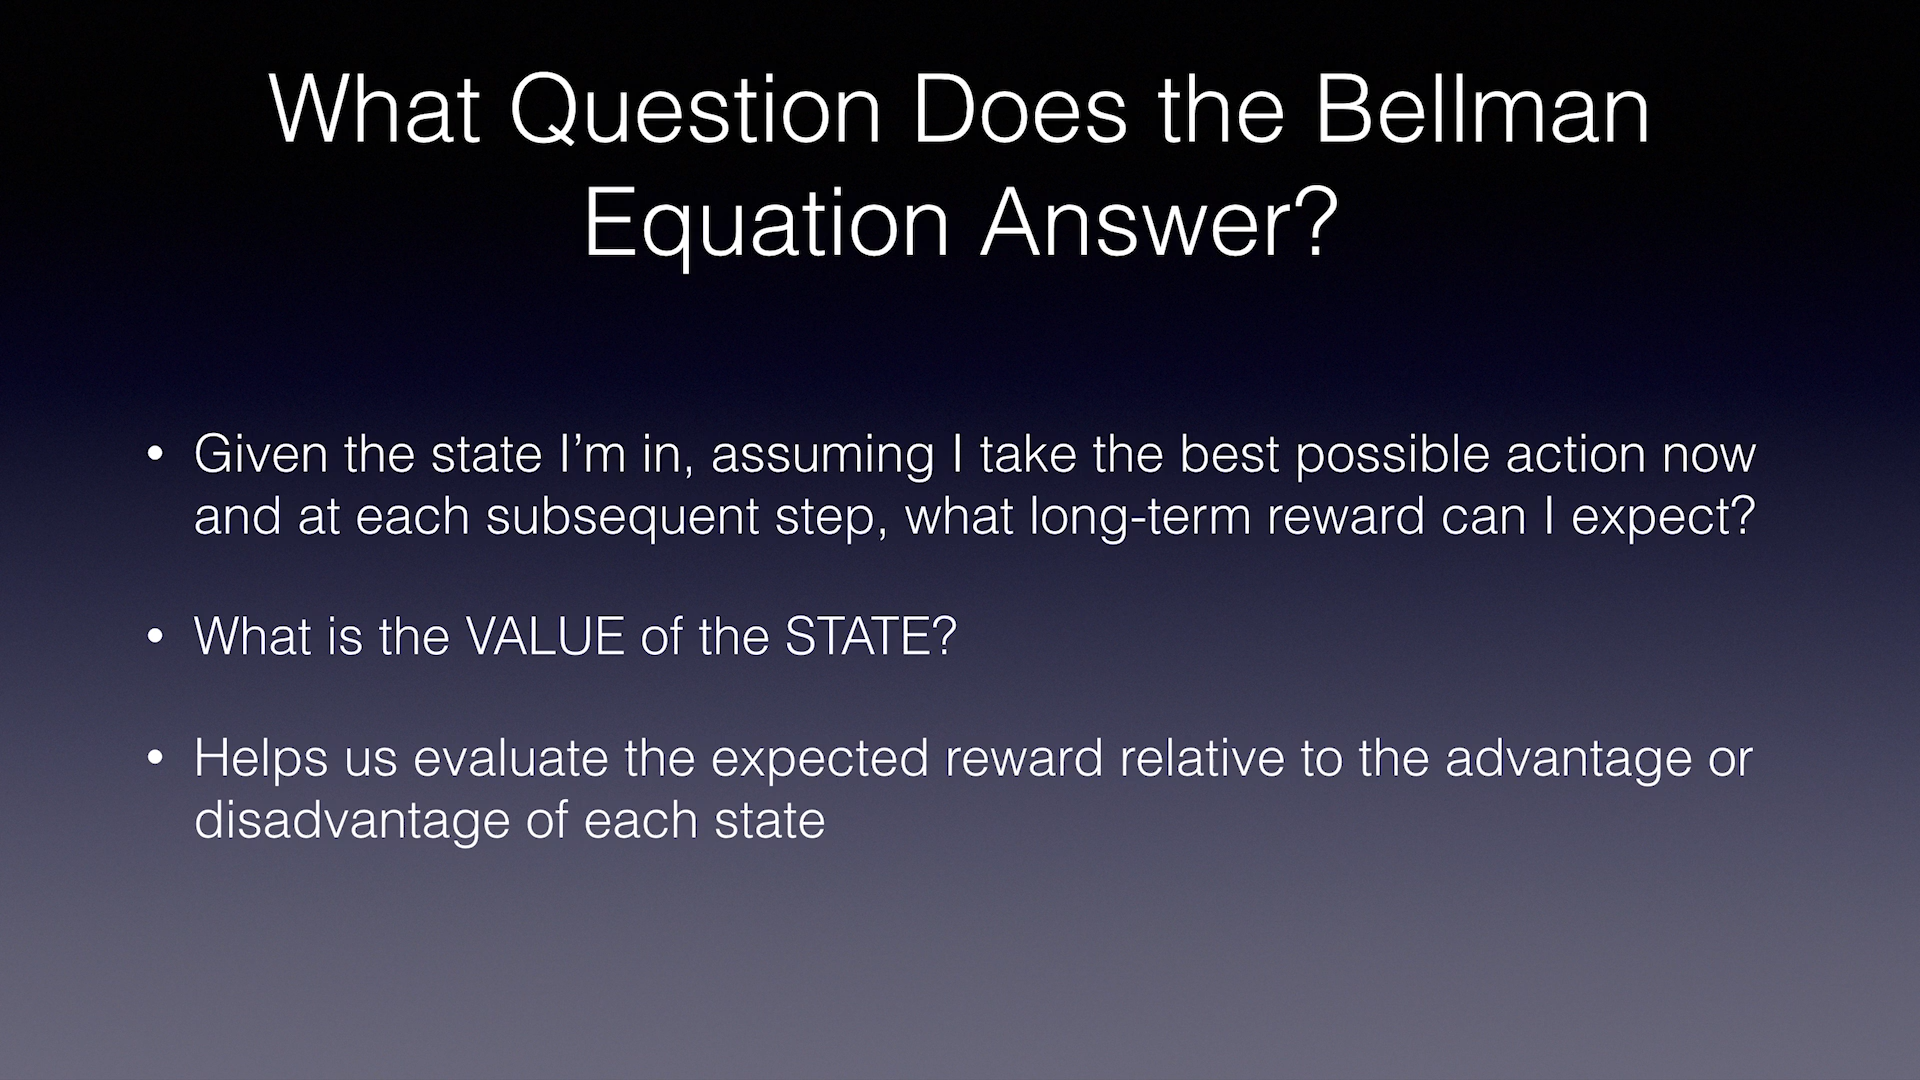 What Question Does the Bellman
Equation Answer?
• Given the state I’m in, assuming I take the best possible action now
and at each subsequent step, what long-term reward can I expect?
• What is the VALUE of the STATE?
• Helps us evaluate the expected reward relative to the advantage or
disadvantage of each state